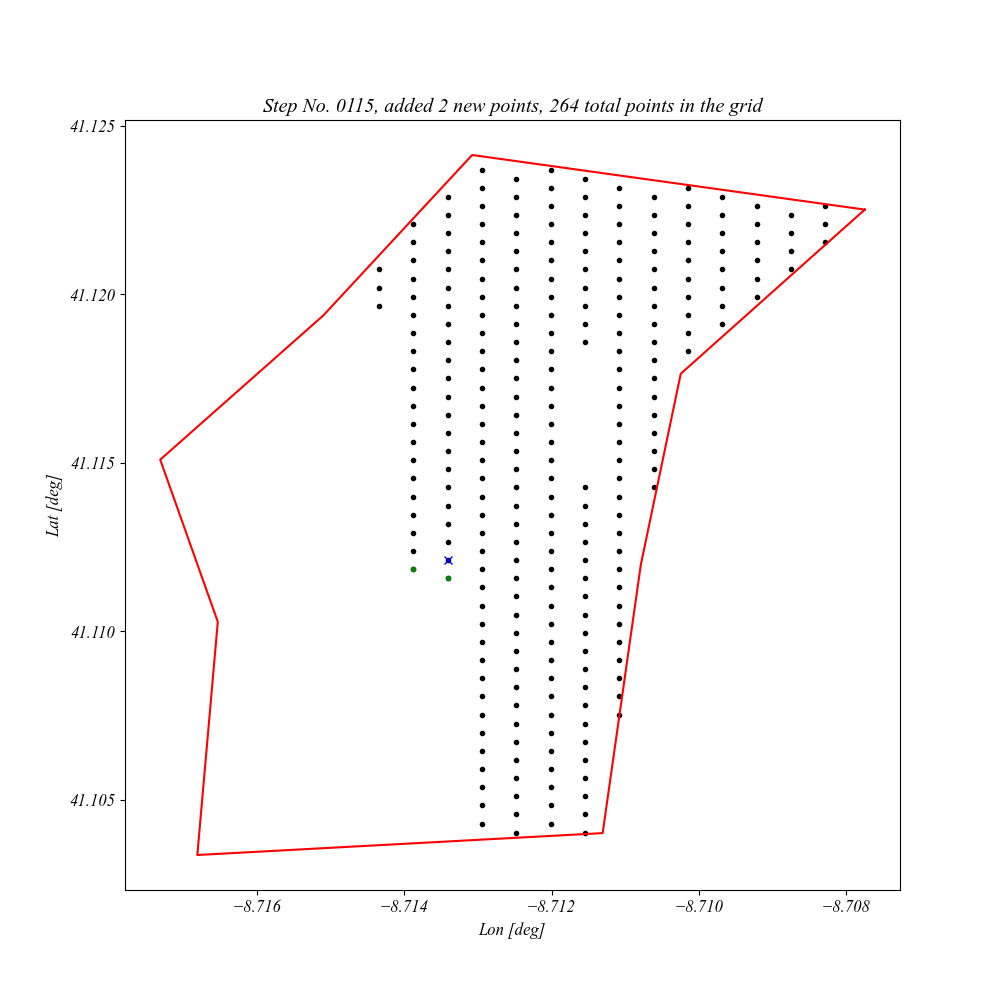 Step No. 0115, added 2 new points, 264 total points in the grid
41.125
41.120
41.115
41.110
41.105
Lat [deg]
−8.716 −8.714 −8.712 −8.710 −8.708
Lon [deg]